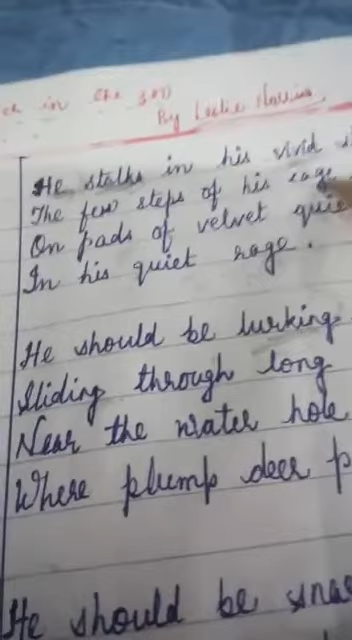 in the zoo
By Leslie Norris
He stalks in his vivid
The few steps of his cage
On pads of velvet quie
In his quiet rage.
He should be lurking
Sliding through long
Near the water hole
Where plump deer p
He should be snar